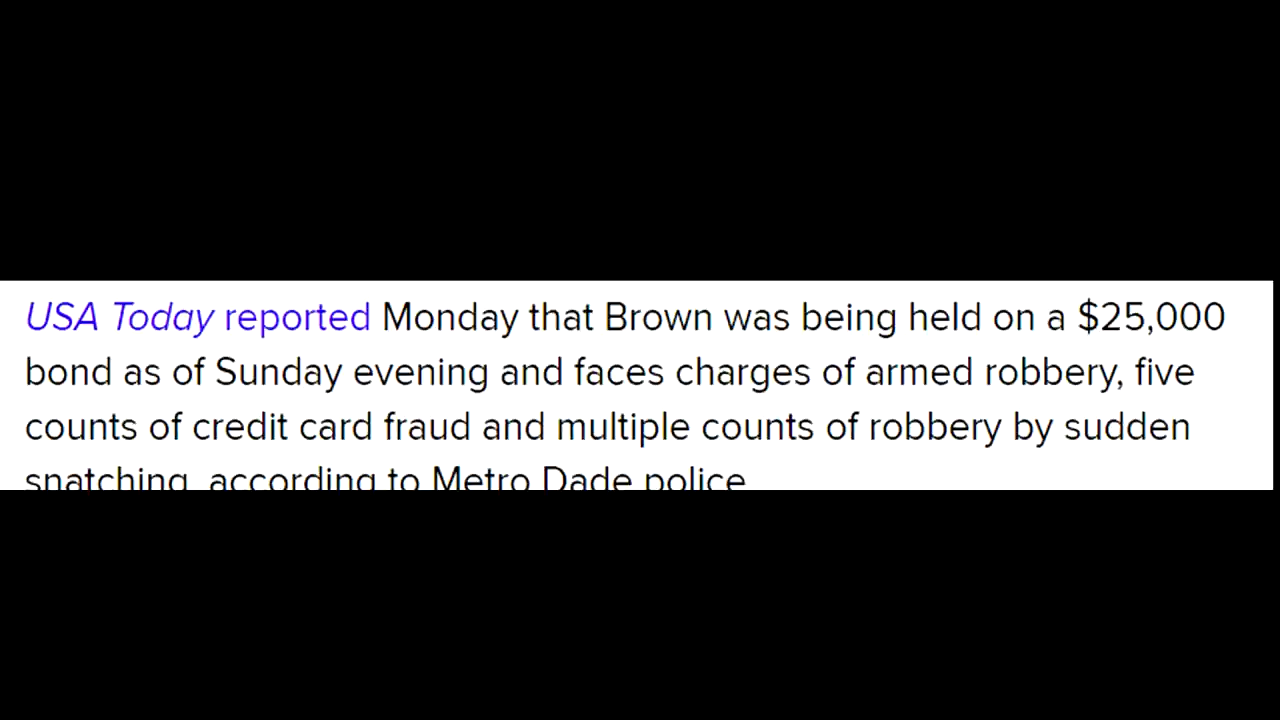 USA Today reported Monday that Brown was being held on a $25,000
bond as of Sunday evening and faces charges of armed robbery, five
counts of credit card fraud and multiple counts of robbery by sudden
snatching, according to Metro Dade police